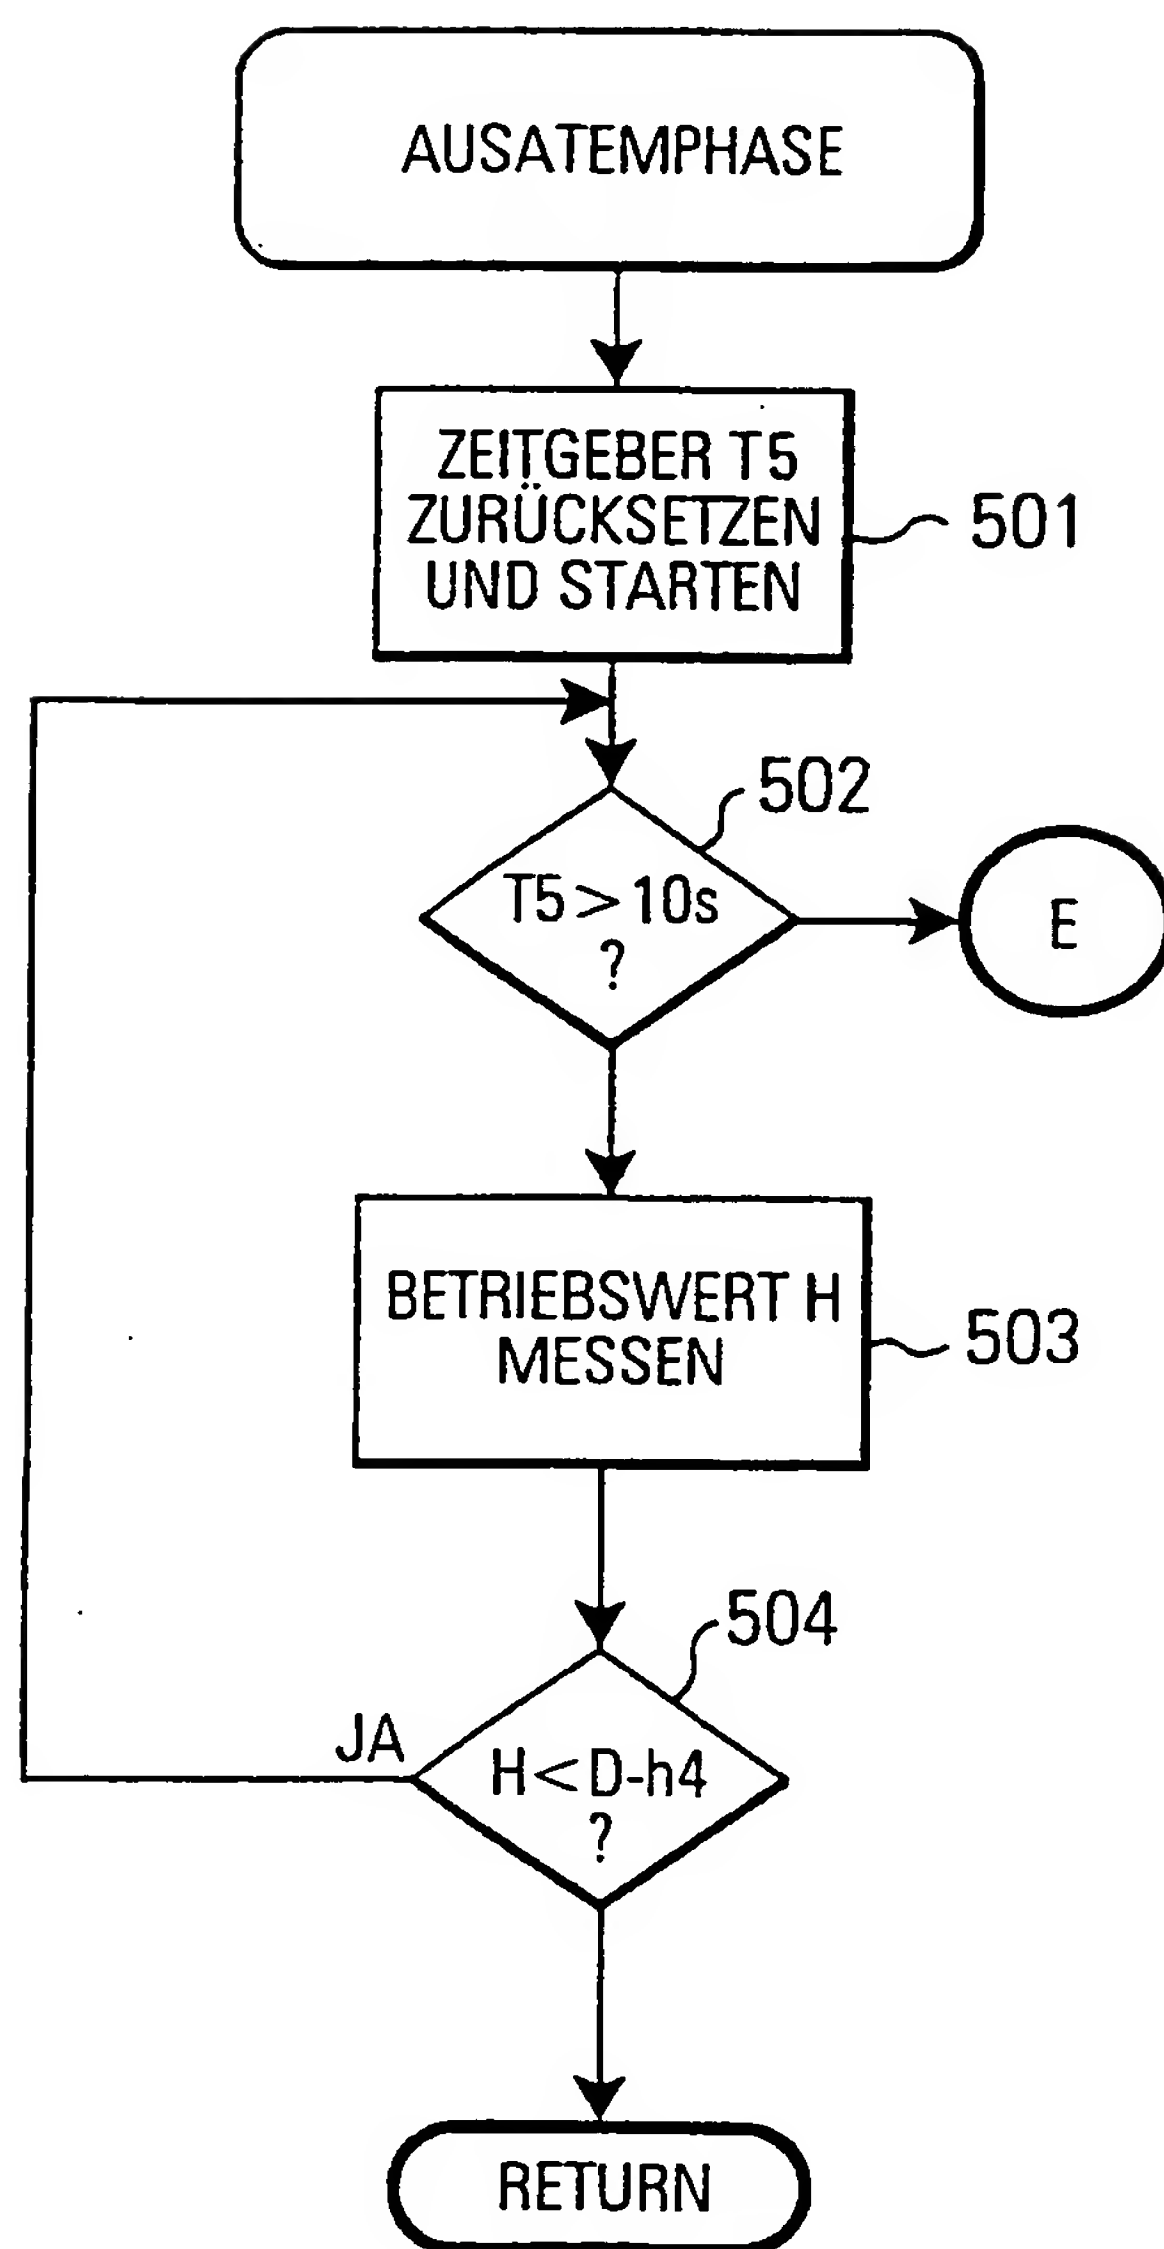 AUSATEMPHASE
ZEITGEBER T5
ZURÜCKSETZEN
UND STARTEN
501
502
T5>10s
?
E
BETRIEBSWERT H
MESSEN
503
504
JA
H<D-h4
?
RETURN